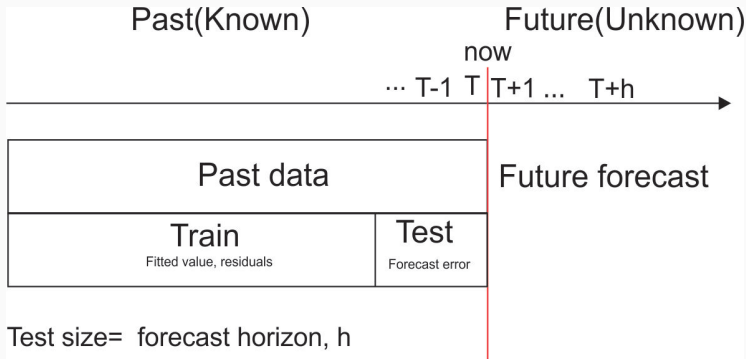 Past(Known) Future(Unknown)
now
... T-1 T T+1 ... T+h
Past data Future forecast
Train Test
Fitted value, residuals Forecast error
Test size= forecast horizon, h